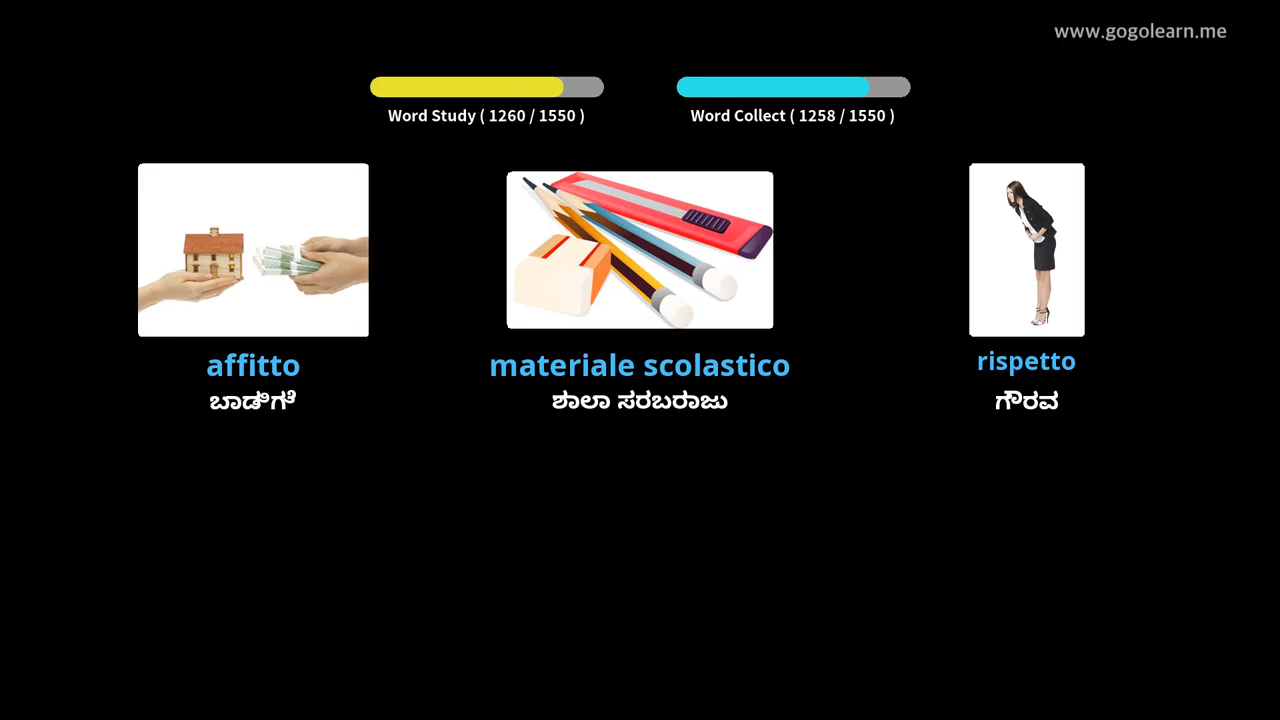 www.gogolearn.me
Word Study ( 1260 / 1550 )
Word Collect ( 1258 / 1550 )
affitto
ಬಾಡಿಗೆ
materiale scolastico
ಶಾಲಾ ಸರಬರಾಜು
rispetto
ಗೌರವ